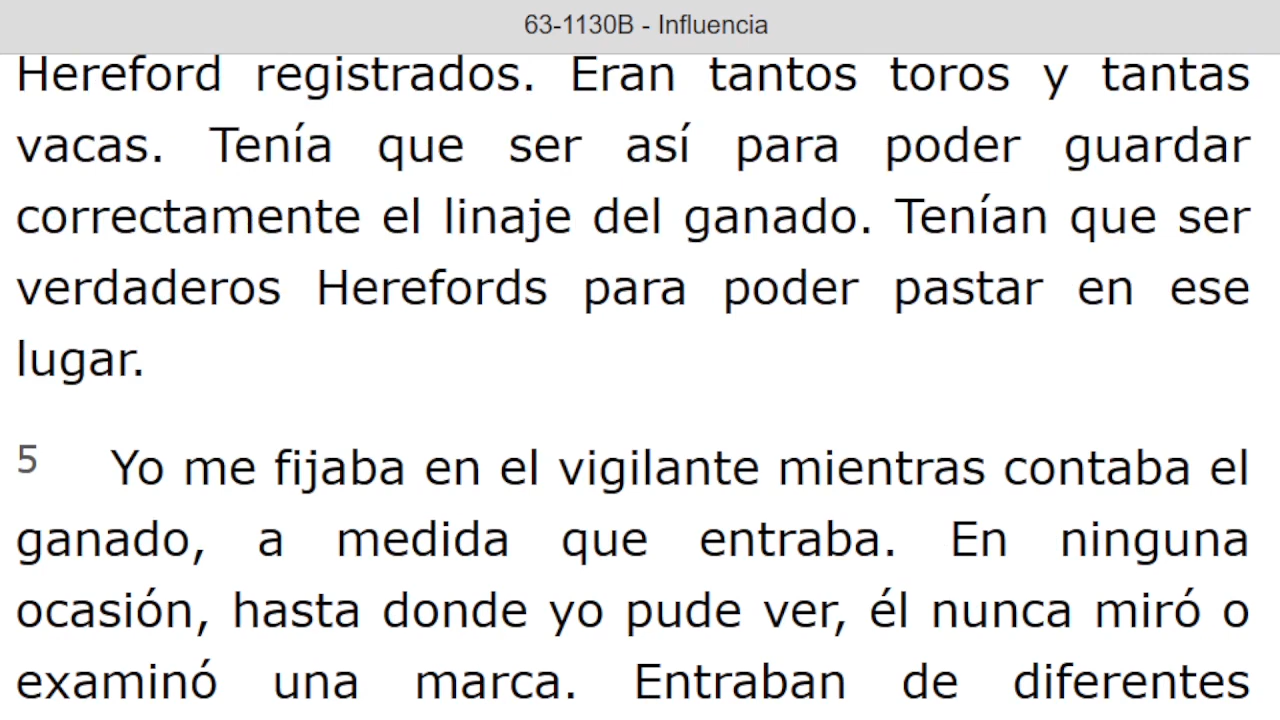 63-1130B - Influencia
Hereford registrados. Eran tantos toros y tantas
vacas. Tenía que ser así para poder guardar
correctamente el linaje del ganado. Tenían que ser
verdaderos Herefords para poder pastar en ese
lugar.
5 Yo me fijaba en el vigilante mientras contaba el
ganado, a medida que entraba. En ninguna
ocasión, hasta donde yo pude ver, él nunca miró o
examinó una marca. Entraban de diferentes